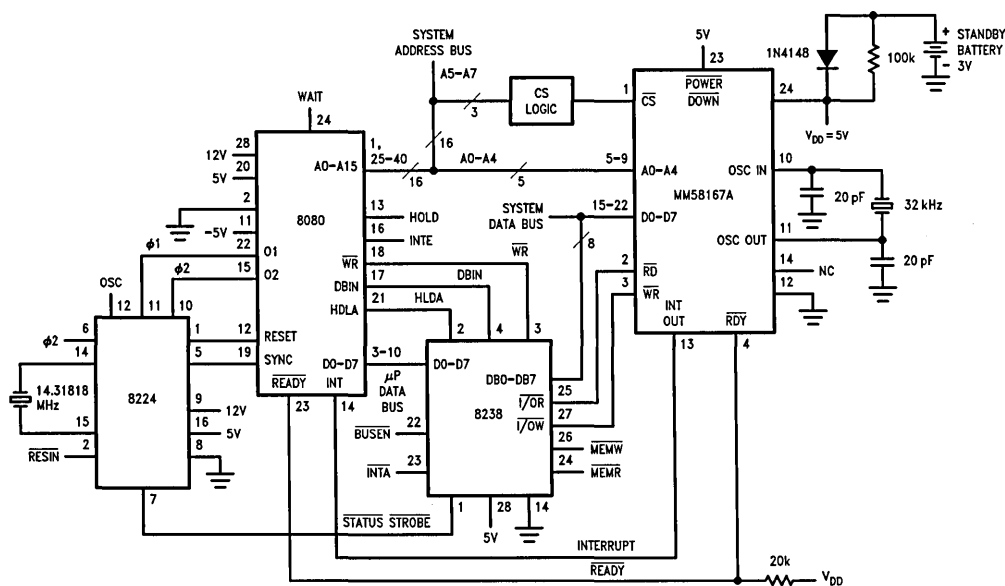 SYSTEM
ADDRESS BUS
A5-A7
3
16
CS
LOGIC
5V
23
1N4148
100k
+ STANDBY
BATTERY
- 3V
1
CS
POWER
DOWN
24
VDD = 5V
WAIT
24
28
12V
20
5V
2
11
-5V
22
ϕ1
O1
15
ϕ2
O2
8080
1,
25-40
A0-A15
16
A0-A4
5
5-9
A0-A4
MM58167A
OSC IN
10
20 pF
32 kHz
OSC OUT
11
20 pF
14
NC
12
13
HOLD
16
INTE
SYSTEM
DATA BUS
15-22
D0-D7
8
18
WR
WR
17
DBIN
DBIN
21
HDLA
HLDA
2
RD
3
WR
INT
OUT
13
RDY
4
OSC
12
11
10
6
ϕ2
14
14.31818
MHz
15
2
RESIN
8224
1
12
RESET
5
19
SYNC
9
12V
16
5V
8
7
READY
23
INT
14
D0-D7
3-10
μP
DATA
BUS
2
4
3
D0-D7
DB0-DB7
8238
25
I/OR
27
I/OW
26
MEMW
24
MEMR
22
BUSEN
23
INTA
1
28
5V
14
STATUS STROBE
INTERRUPT
READY
20k
VDD